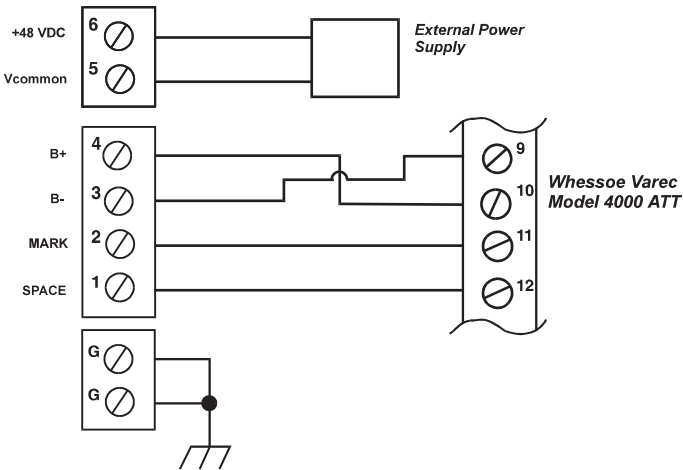 +48 VDC
6
External Power
Supply
Vcommon
5
B+
4
9
B-
3
10
Whessoe Varec
Model 4000 ATT
MARK
2
11
SPACE
1
12
G
G